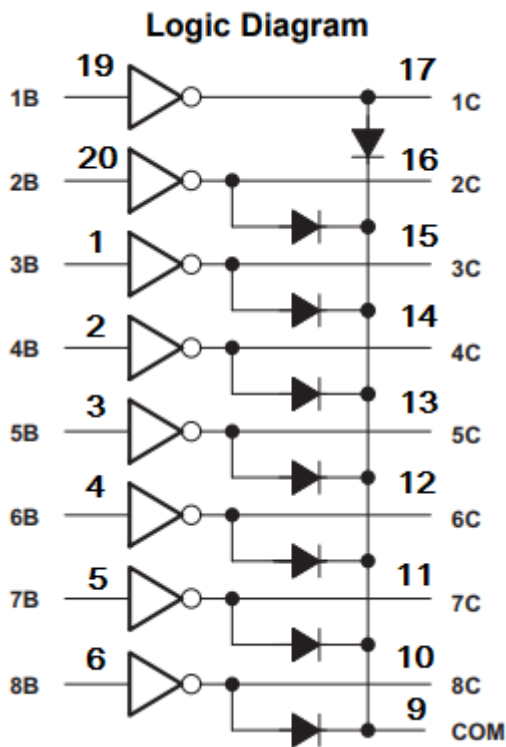 Logic Diagram
1B 19 17 1C
2B 20 16 2C
3B 1 15 3C
4B 2 14 4C
5B 3 13 5C
6B 4 12 6C
7B 5 11 7C
8B 6 10 8C
9 COM